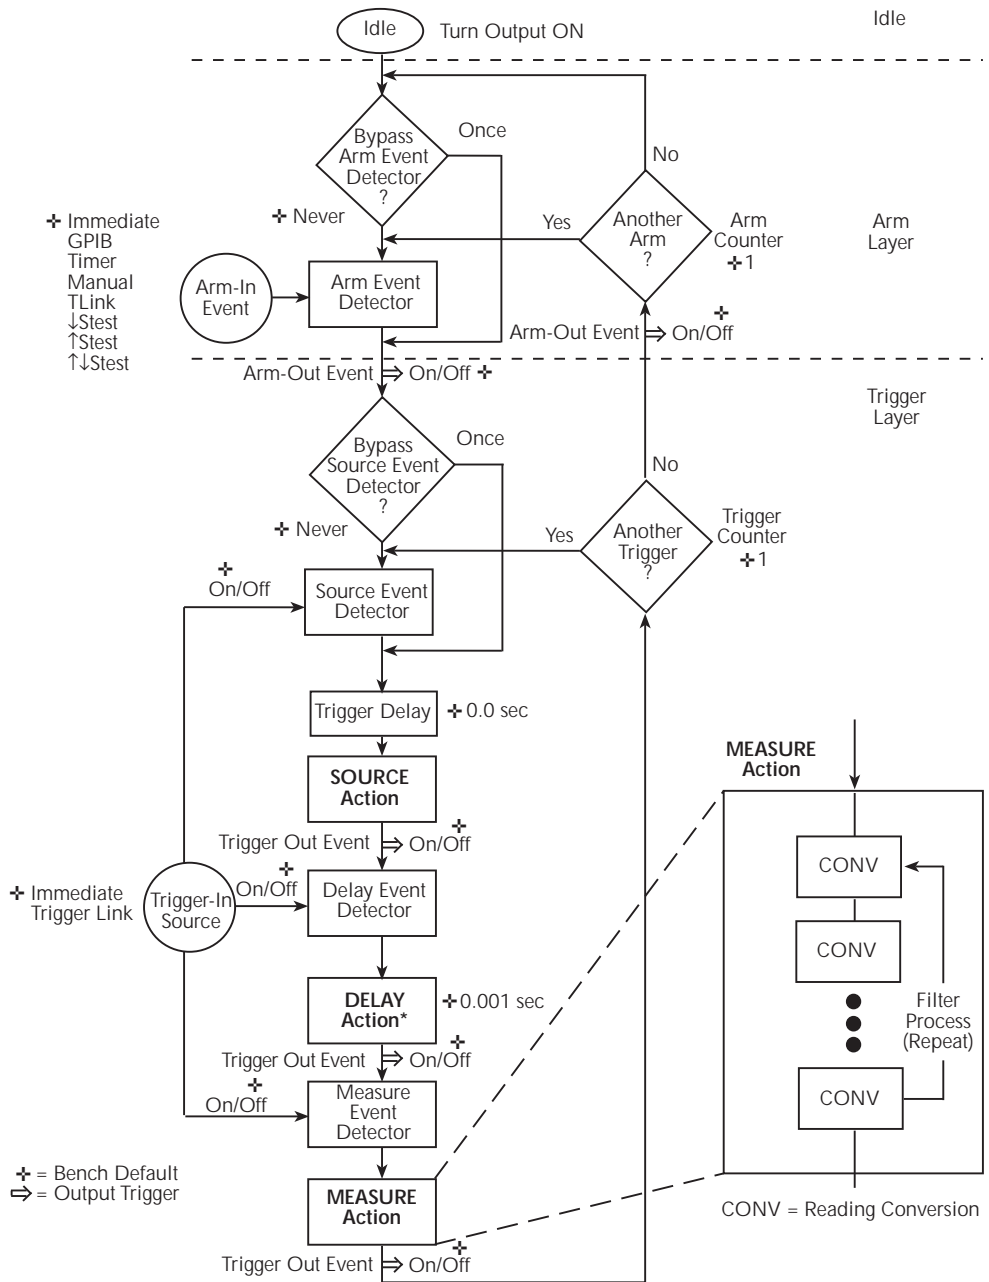 Idle
Turn Output ON
Idle
Bypass
Arm Event
Detector
?
Once
No
✛ Never
Yes
Another
Arm
?
Arm
Counter
✛ 1
Arm
Layer
✛ Immediate
GPIB
Timer
Manual
TLink
↓Stest
↑Stest
↑↓Stest
Arm-In
Event
Arm Event
Detector
Arm-Out Event ⇨ On/Off
✛
Arm-Out Event ⇨ On/Off ✛
Trigger
Layer
Bypass
Source Event
Detector
?
Once
No
✛ Never
Yes
Another
Trigger
?
Trigger
Counter
✛ 1
✛
On/Off
Source Event
Detector
Trigger Delay
✛ 0.0 sec
SOURCE
Action
Trigger Out Event ⇨ On/Off
✛
✛ Immediate
Trigger Link
Trigger-In
Source
✛
On/Off
Delay Event
Detector
DELAY
Action*
✛ 0.001 sec
Trigger Out Event ⇨ On/Off
✛
✛
On/Off
Measure
Event
Detector
MEASURE
Action
Trigger Out Event ⇨ On/Off
✛
✛ = Bench Default
⇨ = Output Trigger
MEASURE
Action
CONV
CONV
Filter
Process
(Repeat)
CONV
CONV = Reading Conversion